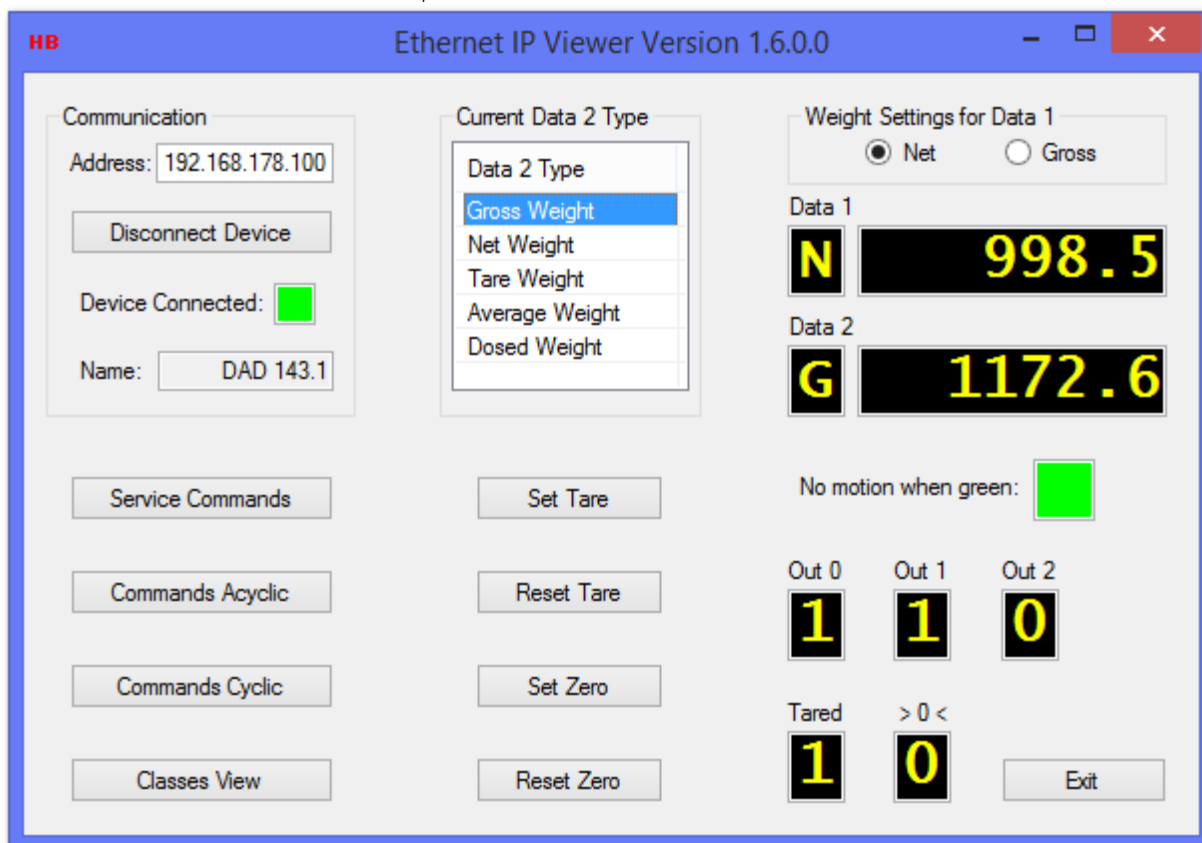 HB
Ethernet IP Viewer Version 1.6.0.0
Communication
Address: 192.168.178.100
Disconnect Device
Device Connected:
Name: DAD 143.1
Current Data 2 Type
Data 2 Type
Gross Weight
Net Weight
Tare Weight
Average Weight
Dosed Weight
Weight Settings for Data 1
Net Gross
Data 1
N 998.5
Data 2
G 1172.6
Service Commands
Commands Acyclic
Commands Cyclic
Classes View
Set Tare
Reset Tare
Set Zero
Reset Zero
No motion when green:
Out 0 Out 1 Out 2
1 1 0
Tared > 0 <
1 0
Exit